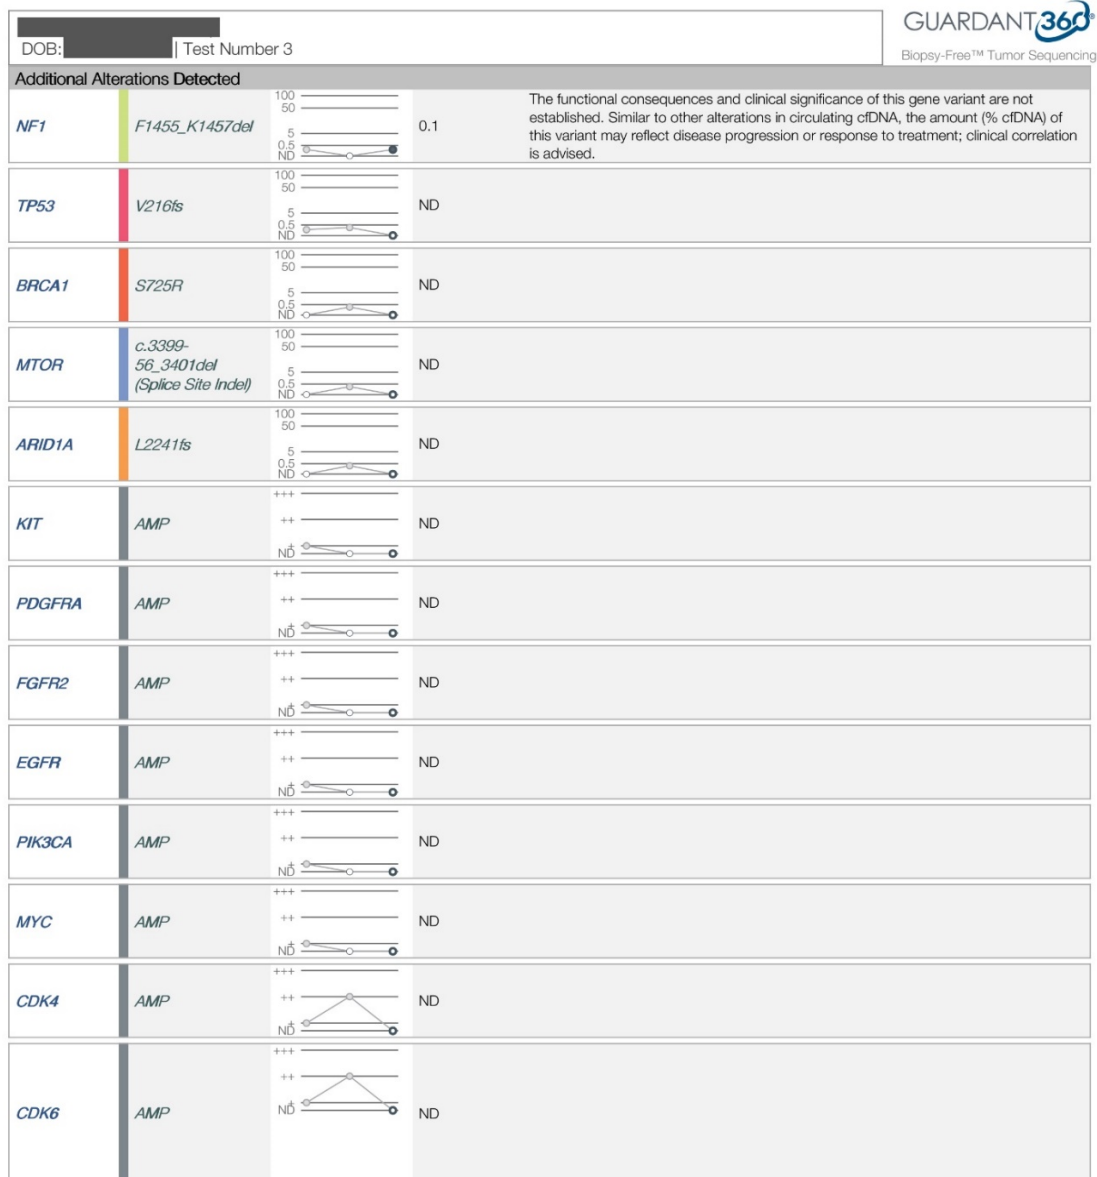 GUARDANT360®
DOB: | Test Number 3
Biopsy-Free™ Tumor Sequencing
Additional Alterations Detected
NF1
F1455_K1457del
100
50
5
0.5
ND
0.1
The functional consequences and clinical significance of this gene variant are not
established. Similar to other alterations in circulating cfDNA, the amount (% cfDNA) of
this variant may reflect disease progression or response to treatment; clinical correlation
is advised.
TP53
V216fs
100
50
5
0.5
ND
ND
BRCA1
S725R
100
50
5
0.5
ND
ND
MTOR
c.3399-
56_3401del
(Splice Site Indel)
100
50
5
0.5
ND
ND
ARID1A
L2241fs
100
50
5
0.5
ND
ND
KIT
AMP
+++
++
+
ND
ND
PDGFRA
AMP
+++
++
+
ND
ND
FGFR2
AMP
+++
++
+
ND
ND
EGFR
AMP
+++
++
+
ND
ND
PIK3CA
AMP
+++
++
+
ND
ND
MYC
AMP
+++
++
+
ND
ND
CDK4
AMP
+++
++
+
ND
ND
CDK6
AMP
+++
++
+
ND
ND